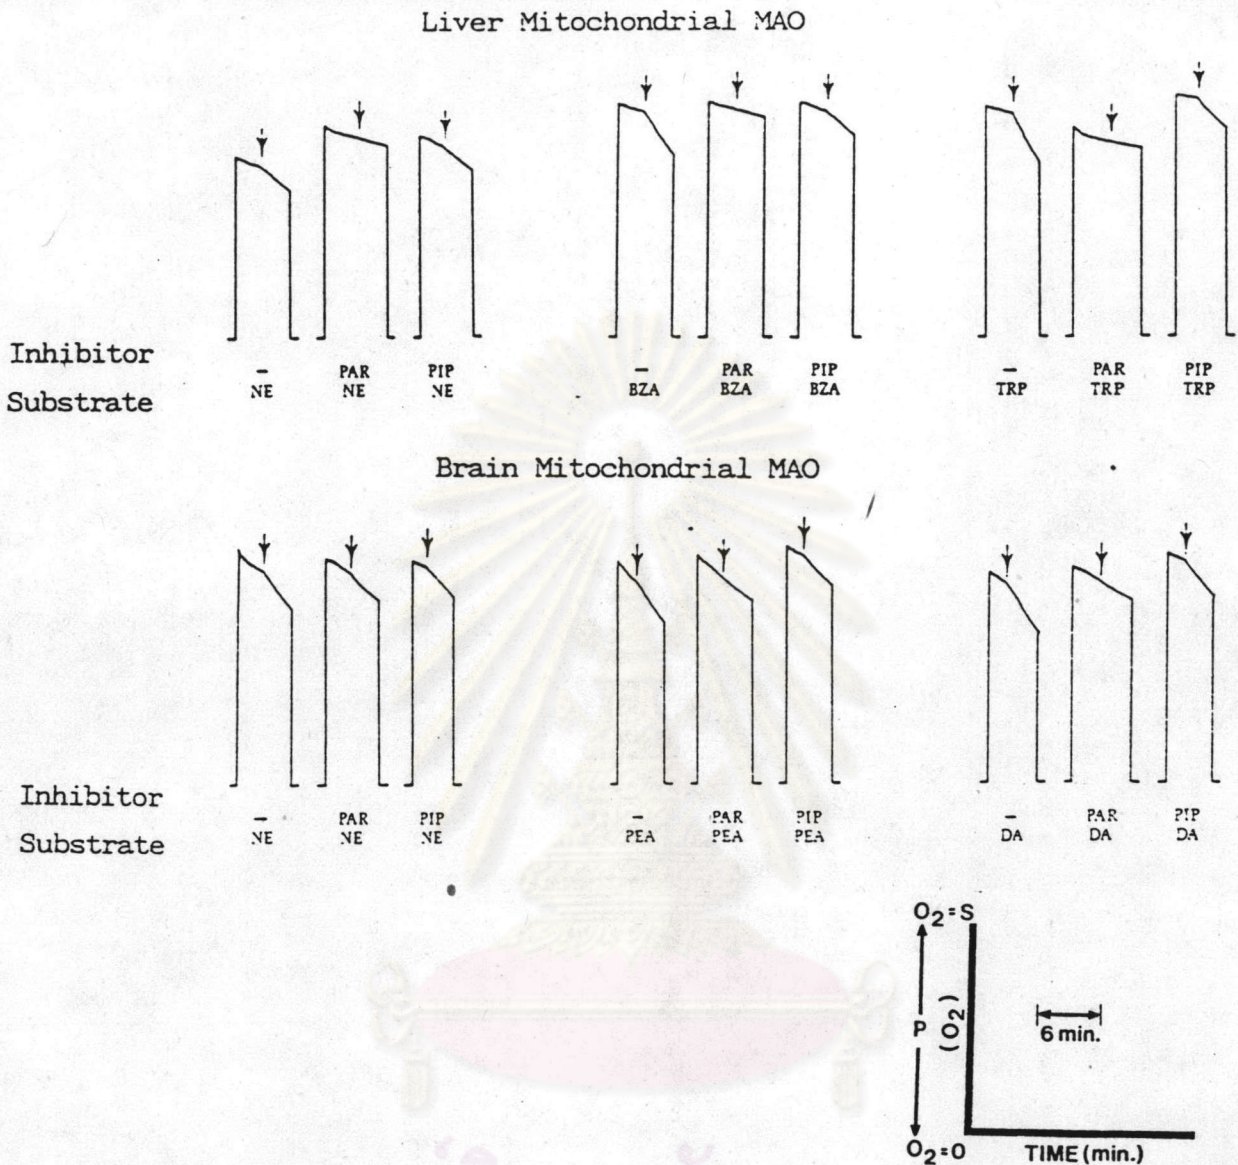 Liver Mitochondrial MAO
Inhibitor
– PAR PIP – PAR PIP – PAR PIP
Substrate
NE NE NE BZA BZA BZA TRP TRP TRP
Brain Mitochondrial MAO
Inhibitor
– PAR PIP – PAR PIP – PAR PIP
Substrate
NE NE NE PEA PEA PEA DA DA DA
O2=S
P
(O2)
6 min.
O2=0
TIME (min.)